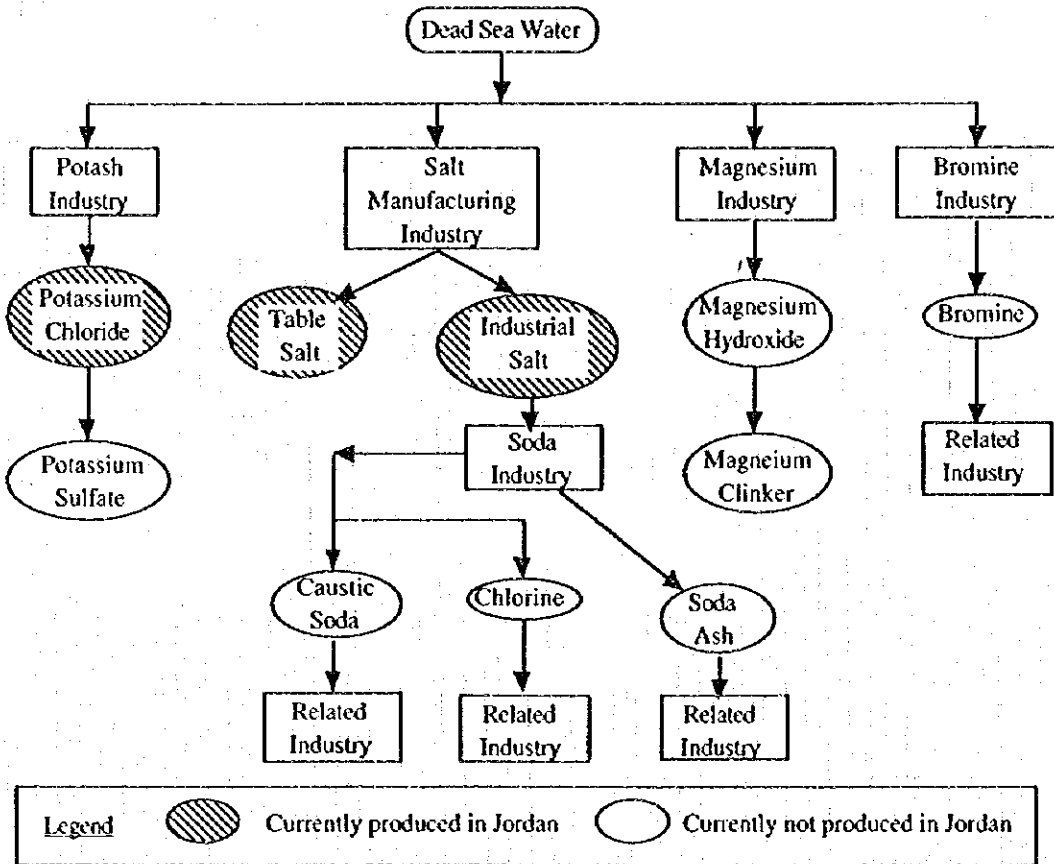 Dead Sea Water
Potash
Industry
Salt
Manufacturing
Industry
Magnesium
Industry
Bromine
Industry
Potassium
Chloride
Table
Salt
Industrial
Salt
Magnesium
Hydroxide
Bromine
Potassium
Sulfate
Soda
Industry
Magneium
Clinker
Related
Industry
Caustic
Soda
Chlorine
Soda
Ash
Related
Industry
Related
Industry
Related
Industry
Legend
Currently produced in Jordan
Currently not produced in Jordan